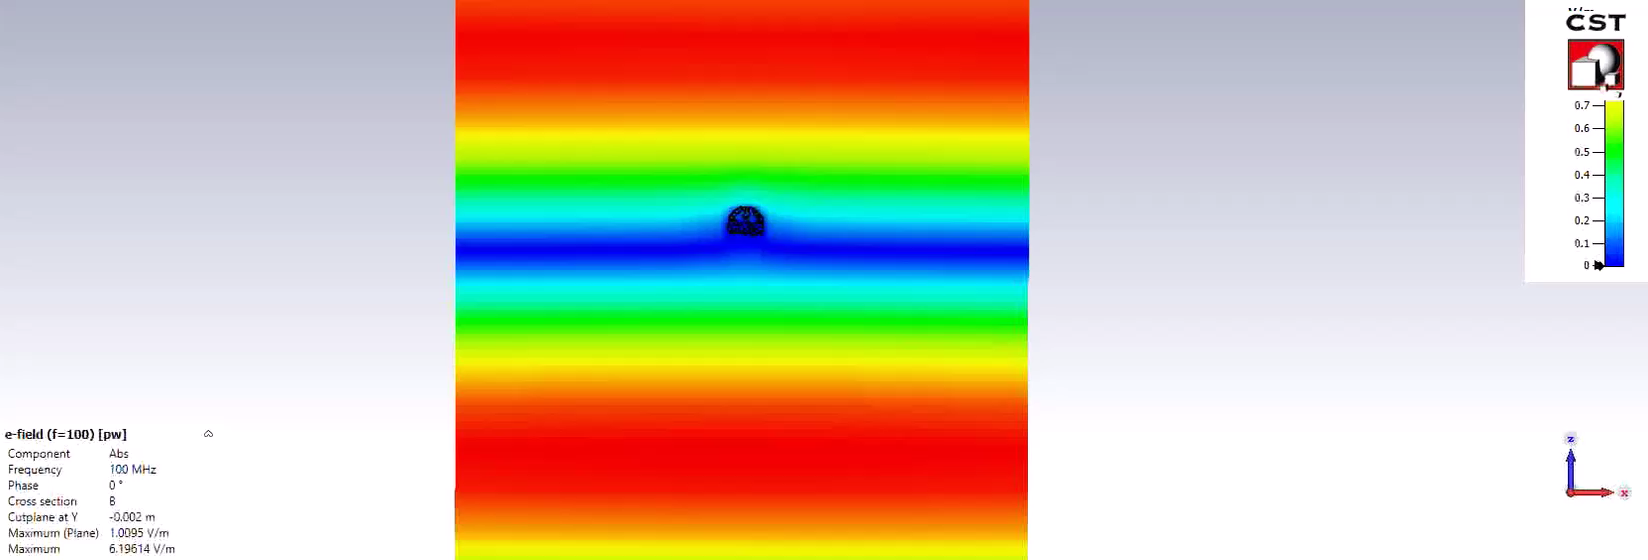 CST
0.7
0.6
0.5
0.4
0.3
0.2
0.1
0
e-field (f=100) [pw]
Component Abs
Frequency 100 MHz
Phase 0 °
Cross section B
Cutplane at Y -0.002 m
Maximum (Plane) 1.0095 V/m
Maximum 6.19614 V/m
z
x